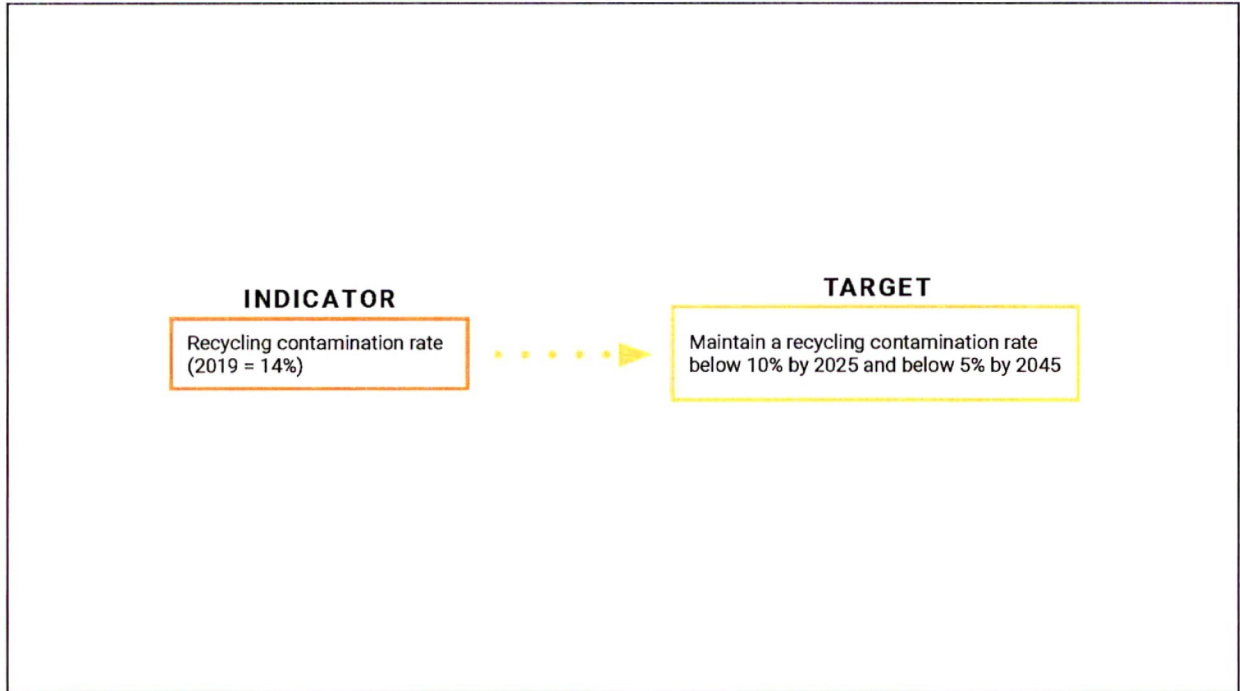 INDICATOR
Recycling contamination rate
(2019 = 14%)
TARGET
Maintain a recycling contamination rate
below 10% by 2025 and below 5% by 2045